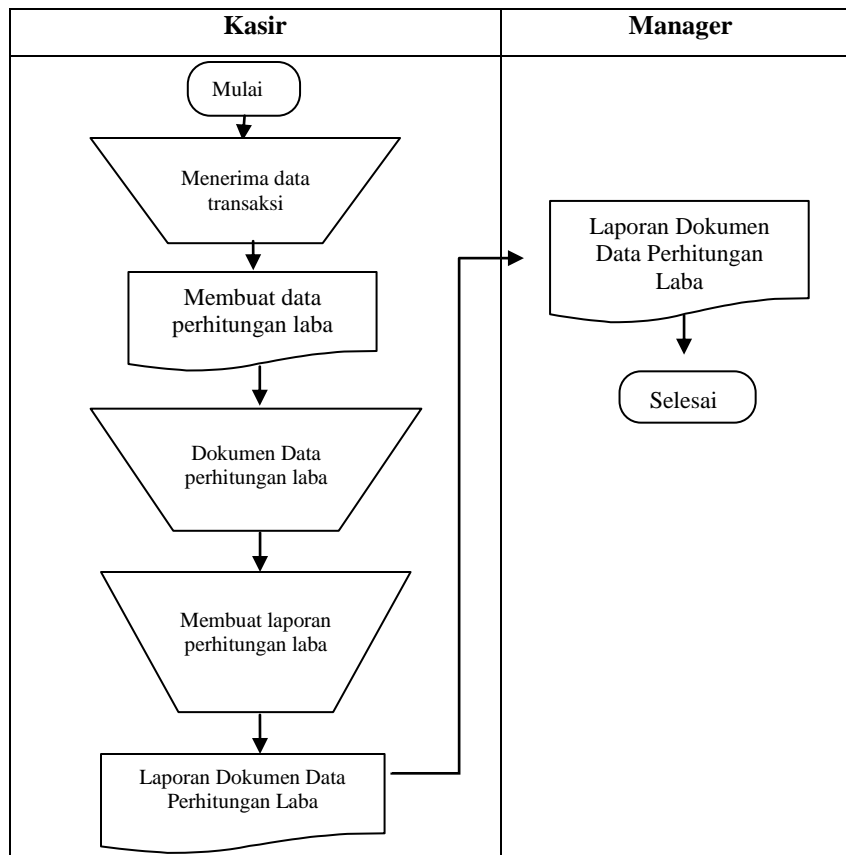 Kasir
Manager
Mulai
Menerima data
transaksi
Membuat data
perhitungan laba
Dokumen Data
perhitungan laba
Membuat laporan
perhitungan laba
Laporan Dokumen Data
Perhitungan Laba
Laporan Dokumen
Data Perhitungan
Laba
Selesai